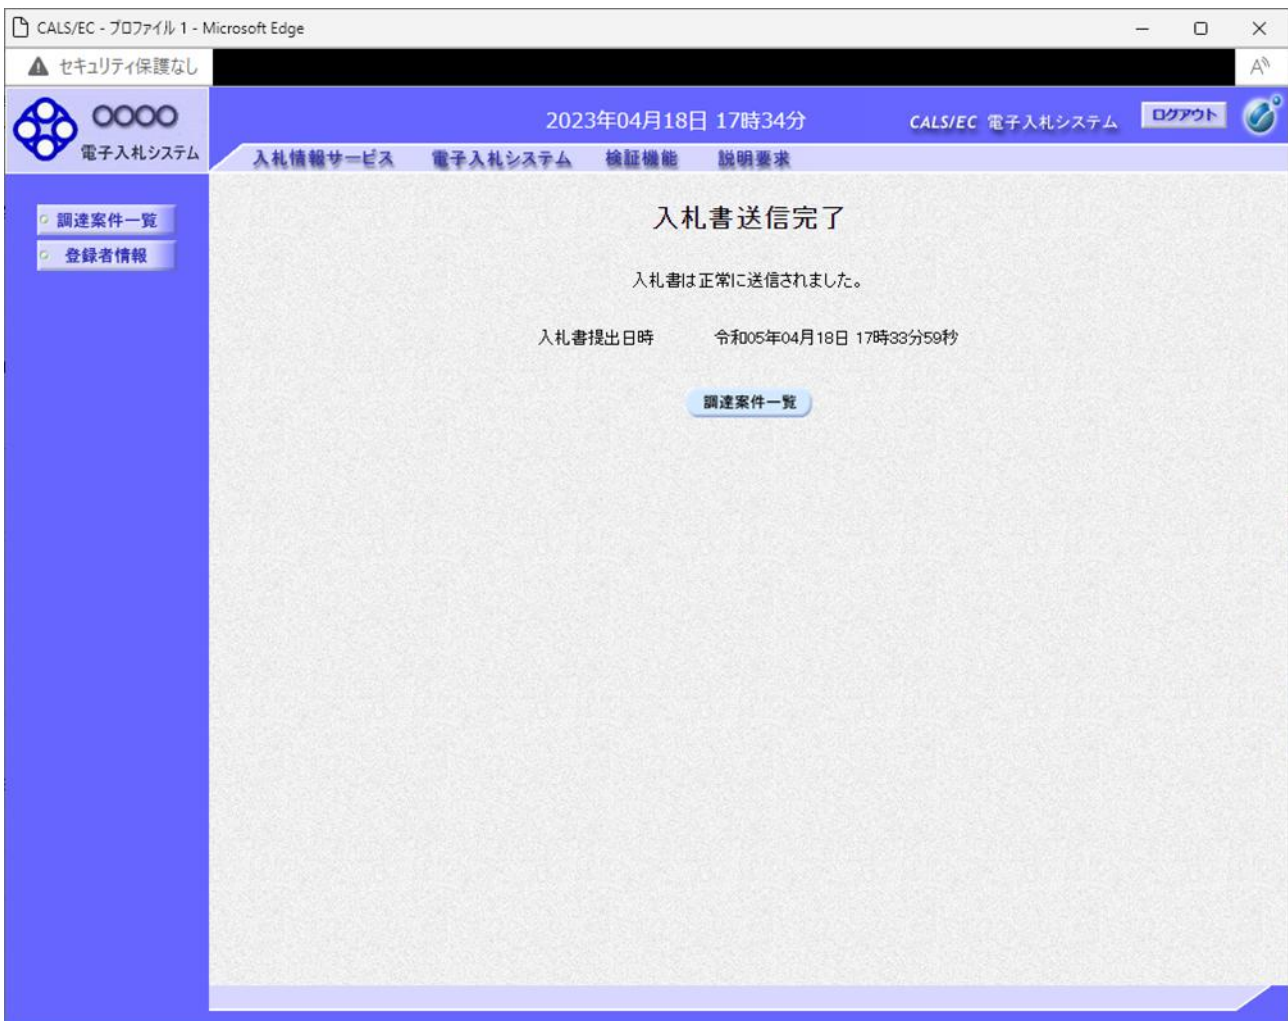 CALS/EC - プロファイル 1 - Microsoft Edge
セキュリティ保護なし
〇〇〇〇
電子入札システム
2023年04月18日 17時34分
CALS/EC 電子入札システム
ログアウト
入札情報サービス 電子入札システム 検証機能 説明要求
調達案件一覧
登録者情報
入札書送信完了
入札書は正常に送信されました。
入札書提出日時 令和05年04月18日 17時33分59秒
調達案件一覧